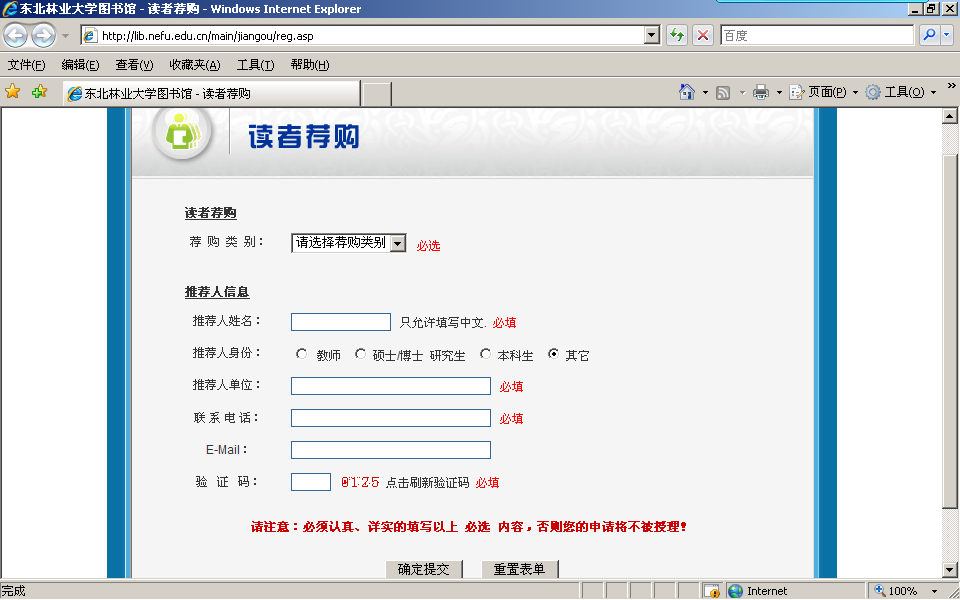 东北林业大学图书馆 - 读者荐购 - Windows Internet Explorer
http://lib.nefu.edu.cn/main/jiangou/reg.asp 百度
文件(F) 编辑(E) 查看(V) 收藏夹(A) 工具(T) 帮助(H)
东北林业大学图书馆 - 读者荐购 页面(P) 工具(O) »
读者荐购
读者荐购
荐 购 类 别： 请选择荐购类别 必选
推荐人信息
推荐人姓名： 只允许填写中文. 必填
推荐人身份： 教师 硕士/博士 研究生 本科生 其它
推荐人单位： 必填
联 系 电 话： 必填
E-Mail：
验 证 码： 0125 点击刷新验证码 必填
请注意：必须认真、详实的填写以上 必选 内容，否则您的申请将不被授理！
确定提交 重置表单
完成 Internet 100%